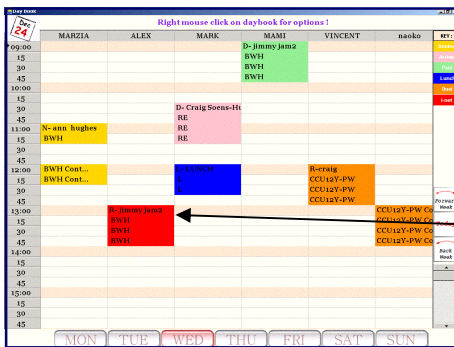 Day Book
Right mouse click on daybook for options !
Dec
24
MARZIA ALEX MARK MAMI VINCENT naoko KEY:
09:00 D- jimmy jam2
15 BWH
30 BWH
45 BWH Lunch
10:00
15
30 D- Craig Soens-Hu
45 RE
11:00 N- ann hughes RE
15 BWH RE
30
45
12:00 BWH Cont... LUNCH R-craig
15 BWH Cont... CCU12Y-PW
30 CCU12Y-PW
45 CCU12Y-PW
13:00 R- jimmy jam2 CCU12Y-PW Co
15 BWH CCU12Y-PW Co
30 BWH CCU12Y-PW Co
45 BWH CCU12Y-PW Co
14:00
15
30
45
15:00
15
30
45
Forward
Week
Today
Back
Week
MON TUE WED THU FRI SAT SUN